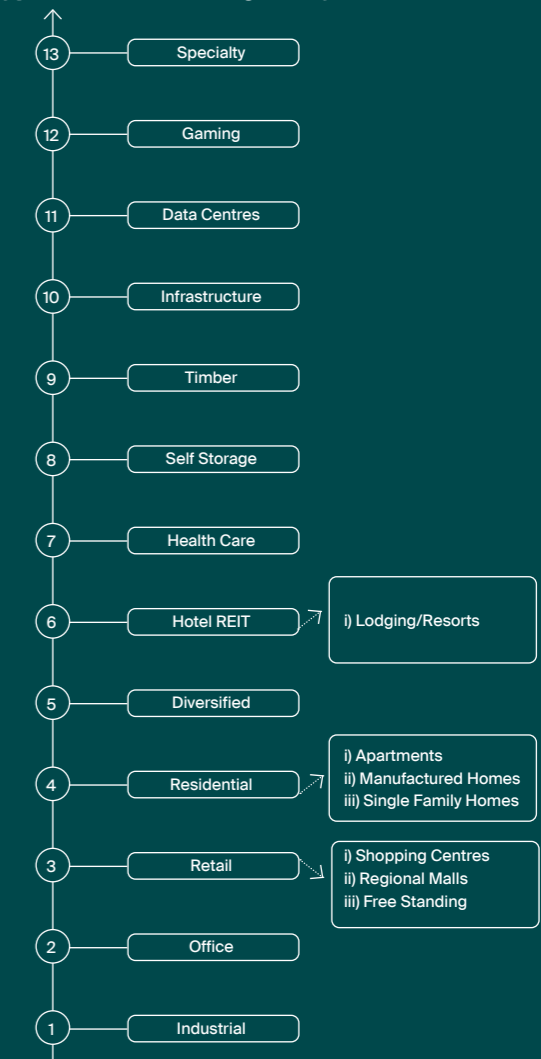 13 Specialty
12 Gaming
11 Data Centres
10 Infrastructure
9 Timber
8 Self Storage
7 Health Care
6 Hotel REIT
i) Lodging/Resorts
5 Diversified
4 Residential
i) Apartments
ii) Manufactured Homes
iii) Single Family Homes
3 Retail
i) Shopping Centres
ii) Regional Malls
iii) Free Standing
2 Office
1 Industrial